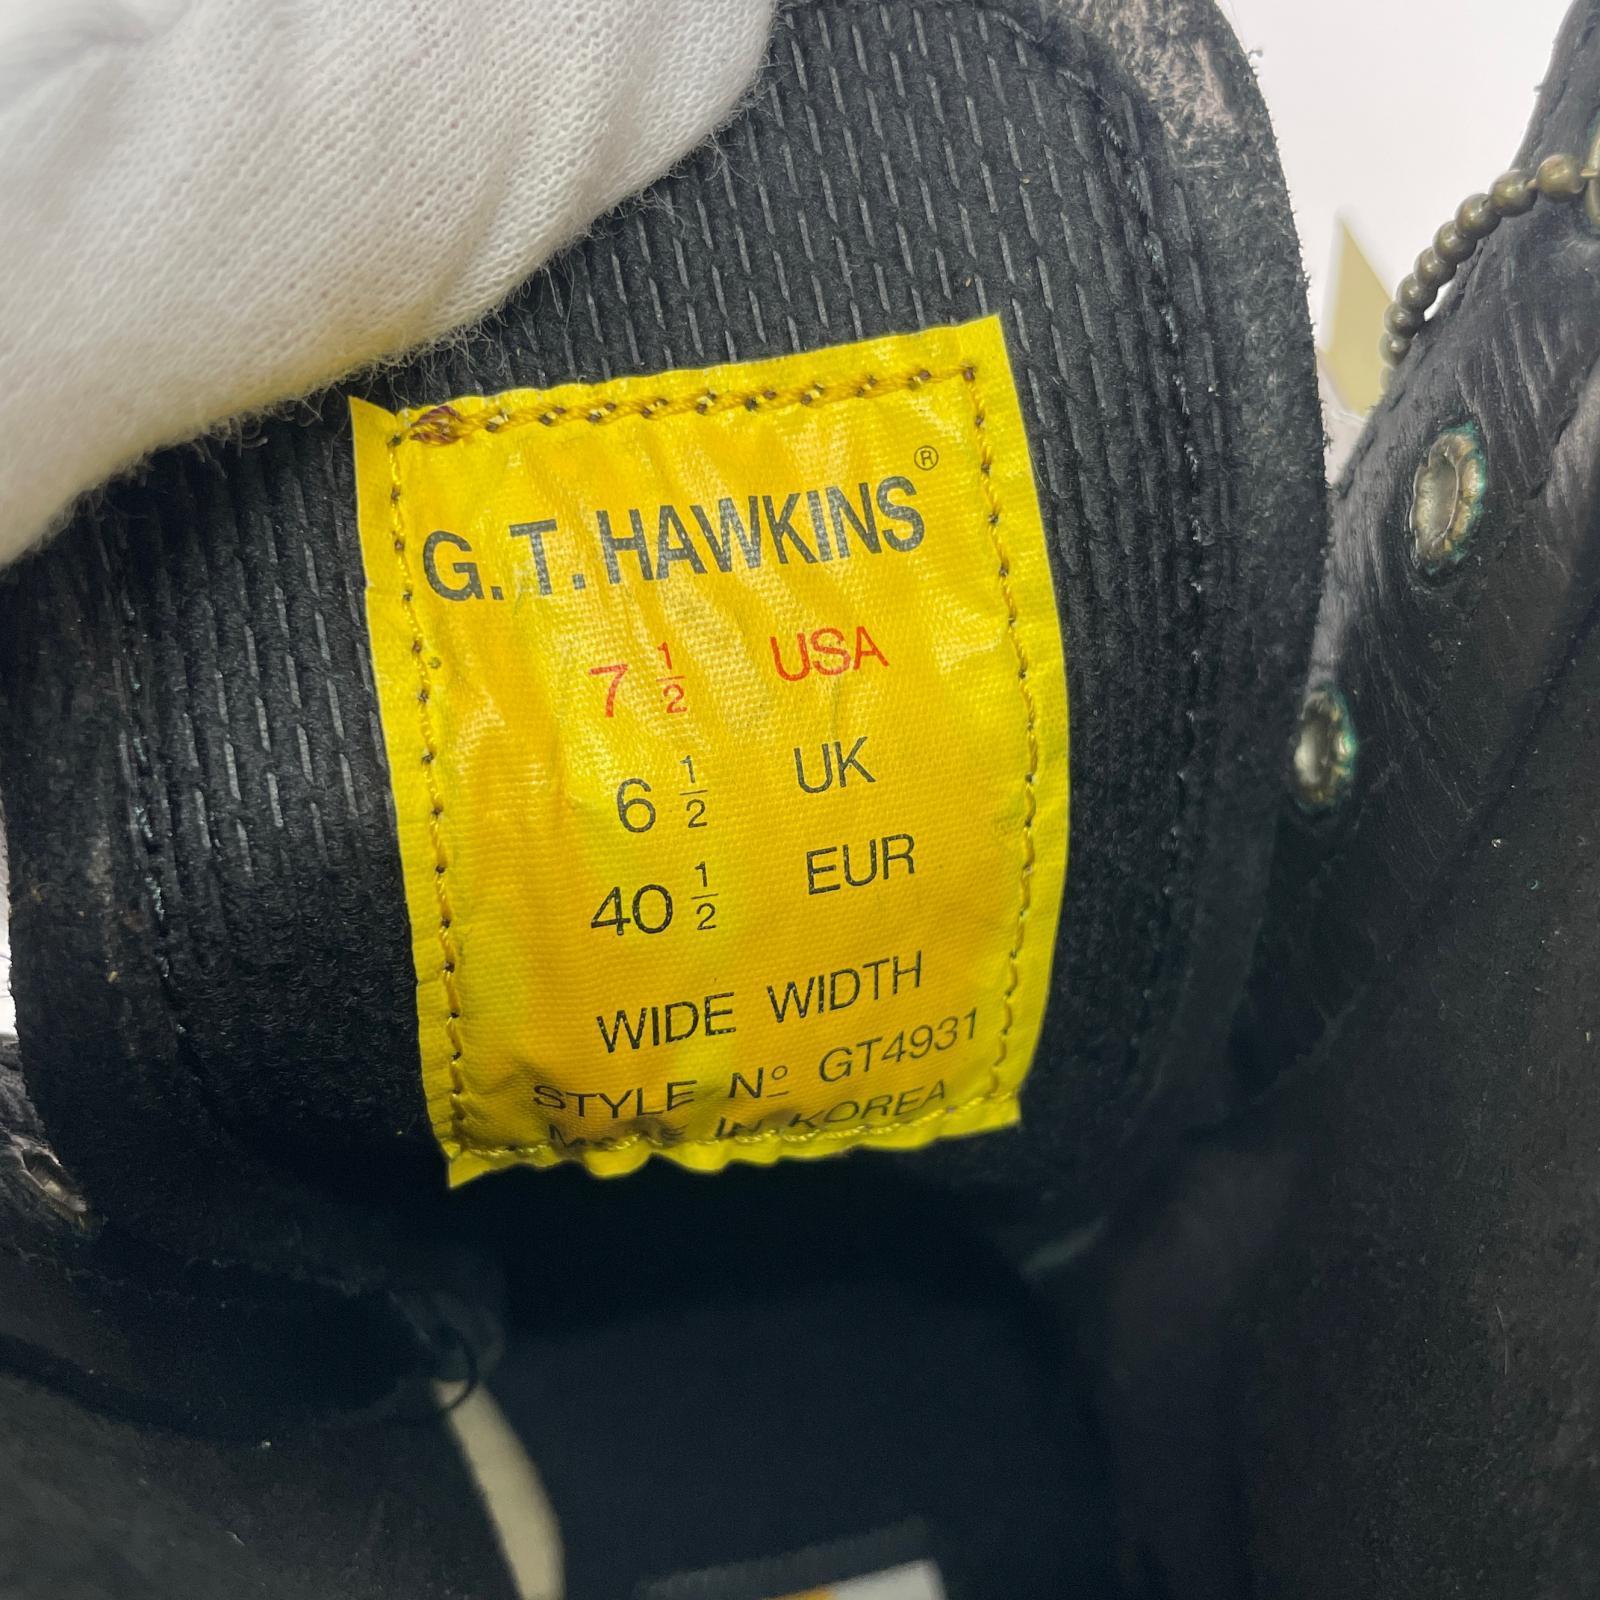 G. T. HAWKINS®
7 1/2 USA
6 1/2 UK
40 1/2 EUR
WIDE WIDTH
STYLE Nº GT4931
MADE IN KOREA